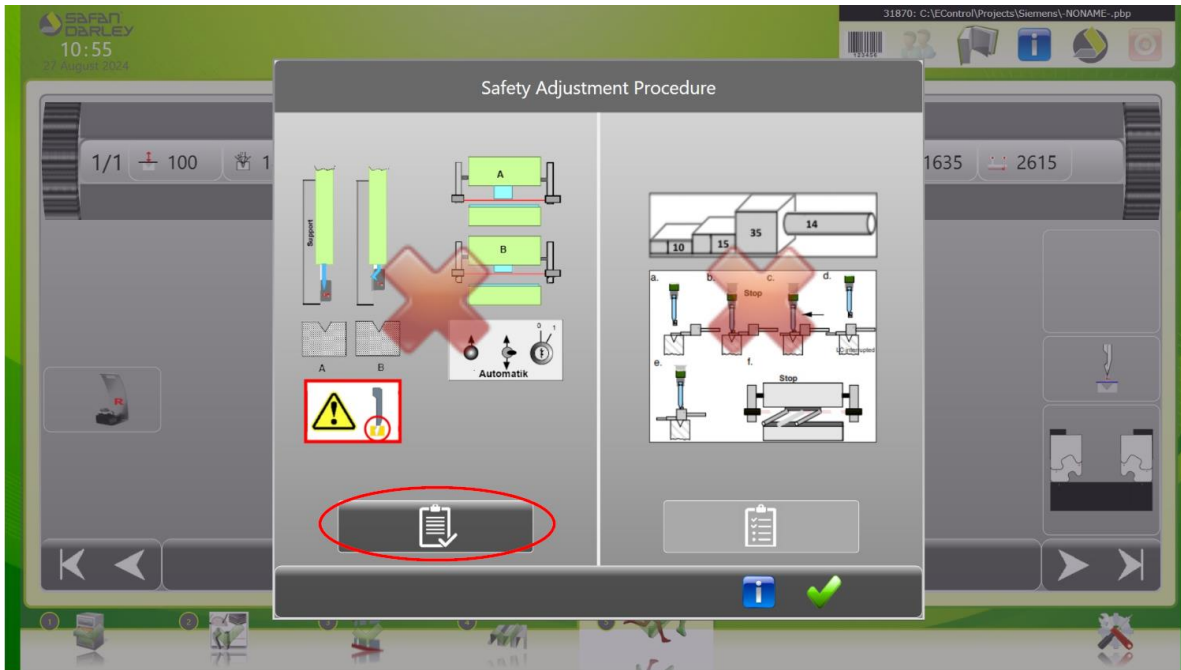 31870: C:\EControl\Projects\Siemens\-NONAME-.pbp
SAFAN
DARLEY
10:55
27 August 2024
123456
Safety Adjustment Procedure
1/1 100 1
1635 2615
Support
A
B
A B
0 1
Automatik
R
10 15 35 14
a. b. c. d.
Stop
LC interrupted
e. f.
Stop
1 2 3 4 5